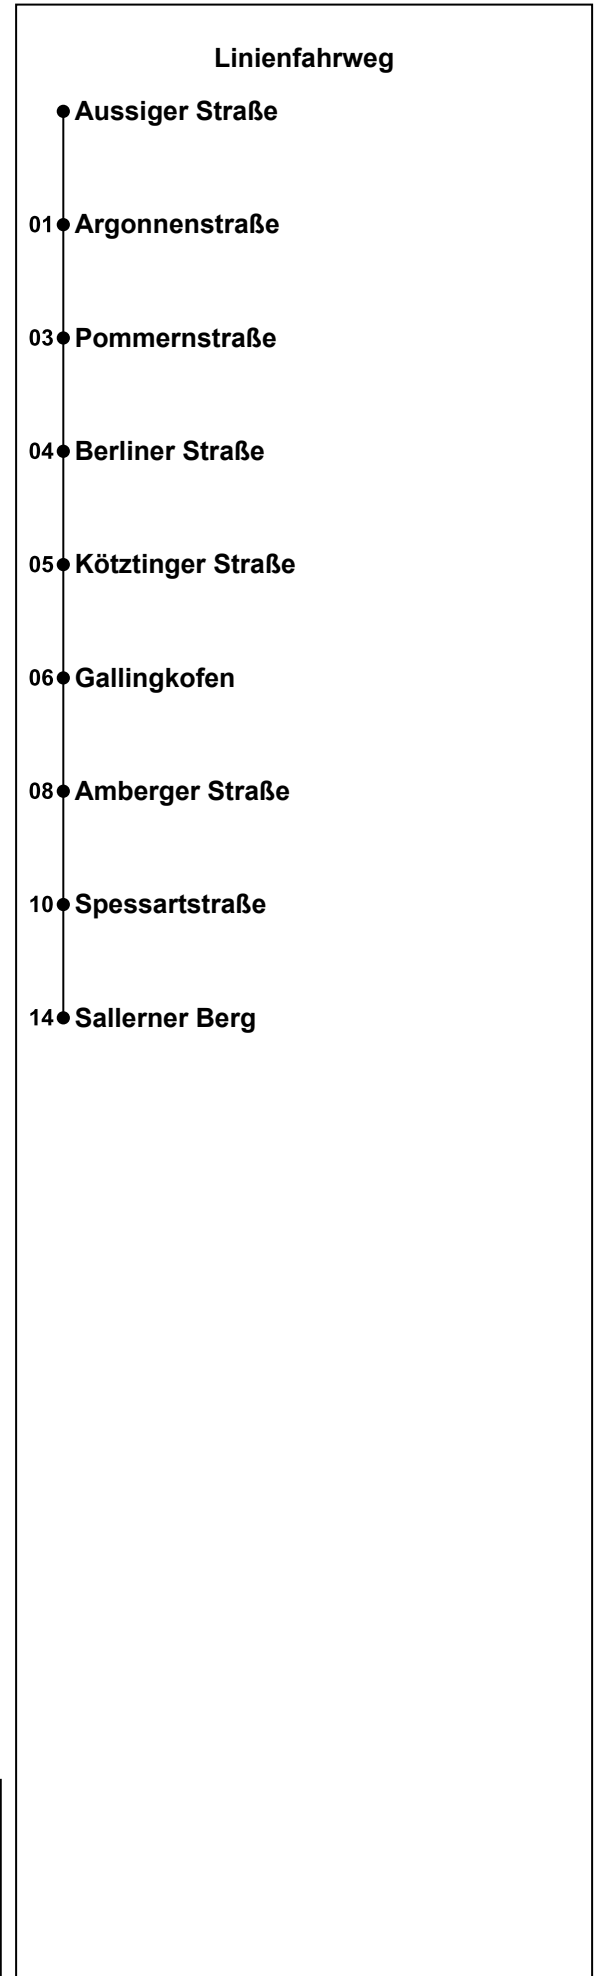 Linienfahrweg
Aussiger Straße
01 Argonnenstraße
03 Pommernstraße
04 Berliner Straße
05 Kötztinger Straße
06 Gallingkofen
08 Amberger Straße
10 Spessartstraße
14 Sallerner Berg